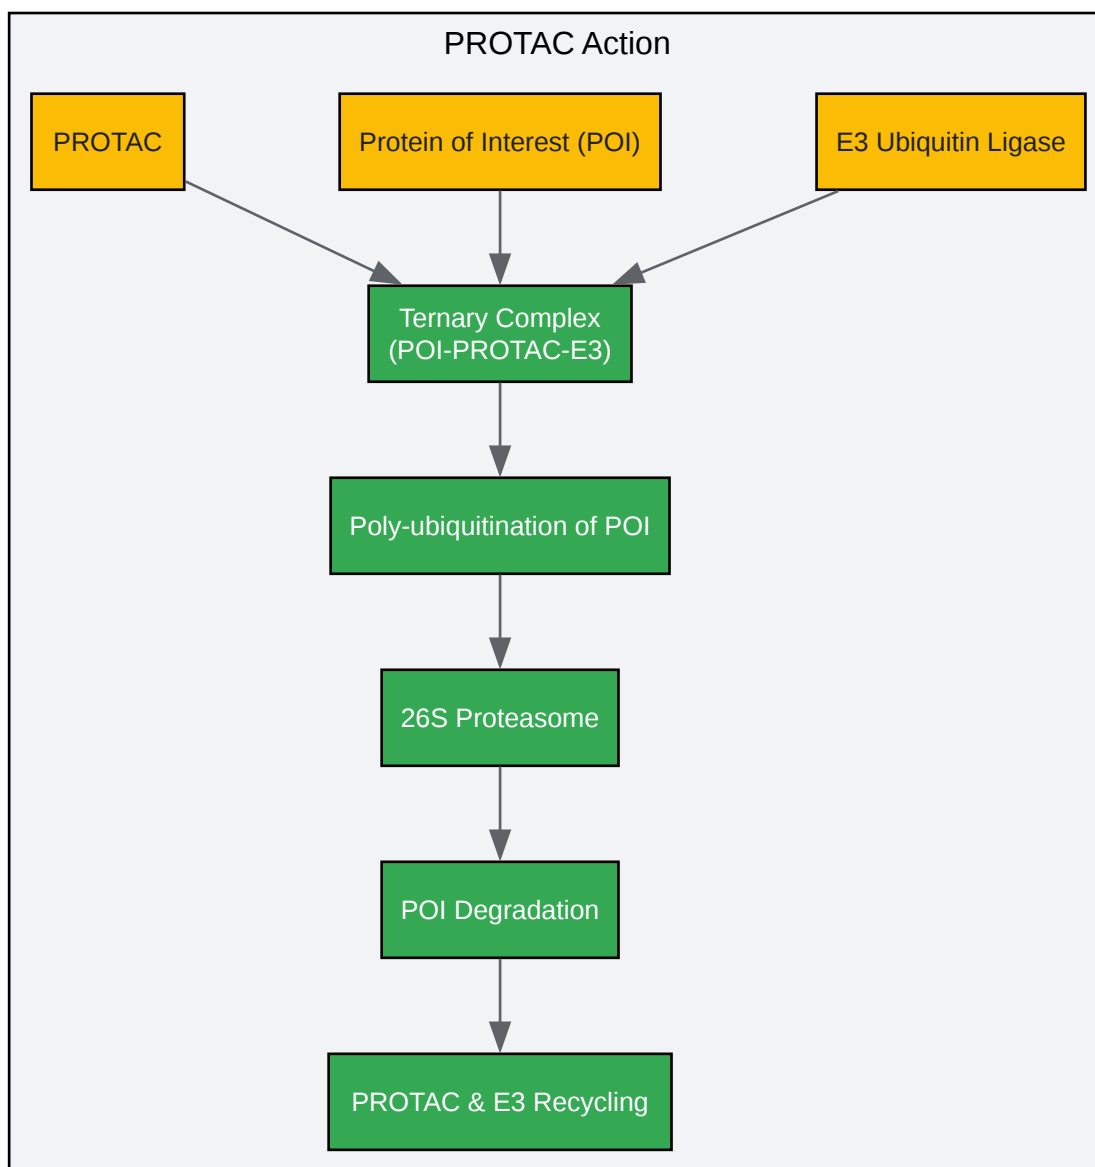 PROTAC Action
PROTAC
Protein of Interest (POI)
E3 Ubiquitin Ligase
Ternary Complex
(POI-PROTAC-E3)
Poly-ubiquitination of POI
26S Proteasome
POI Degradation
PROTAC & E3 Recycling